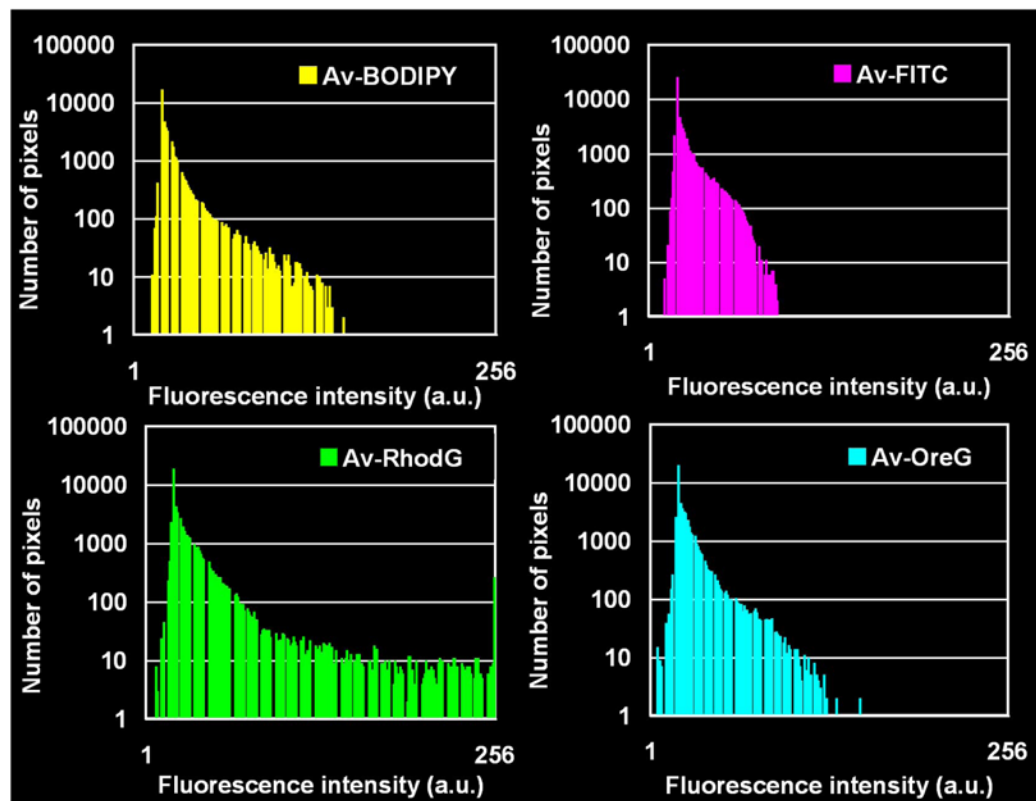 100000
Av-BODIPY
10000
1000
100
10
1
Number of pixels
1
256
Fluorescence intensity (a.u.)
100000
Av-FITC
10000
1000
100
10
1
Number of pixels
1
256
Fluorescence intensity (a.u.)
100000
Av-RhodG
10000
1000
100
10
1
Number of pixels
1
256
Fluorescence intensity (a.u.)
100000
Av-OreG
10000
1000
100
10
1
Number of pixels
1
256
Fluorescence intensity (a.u.)